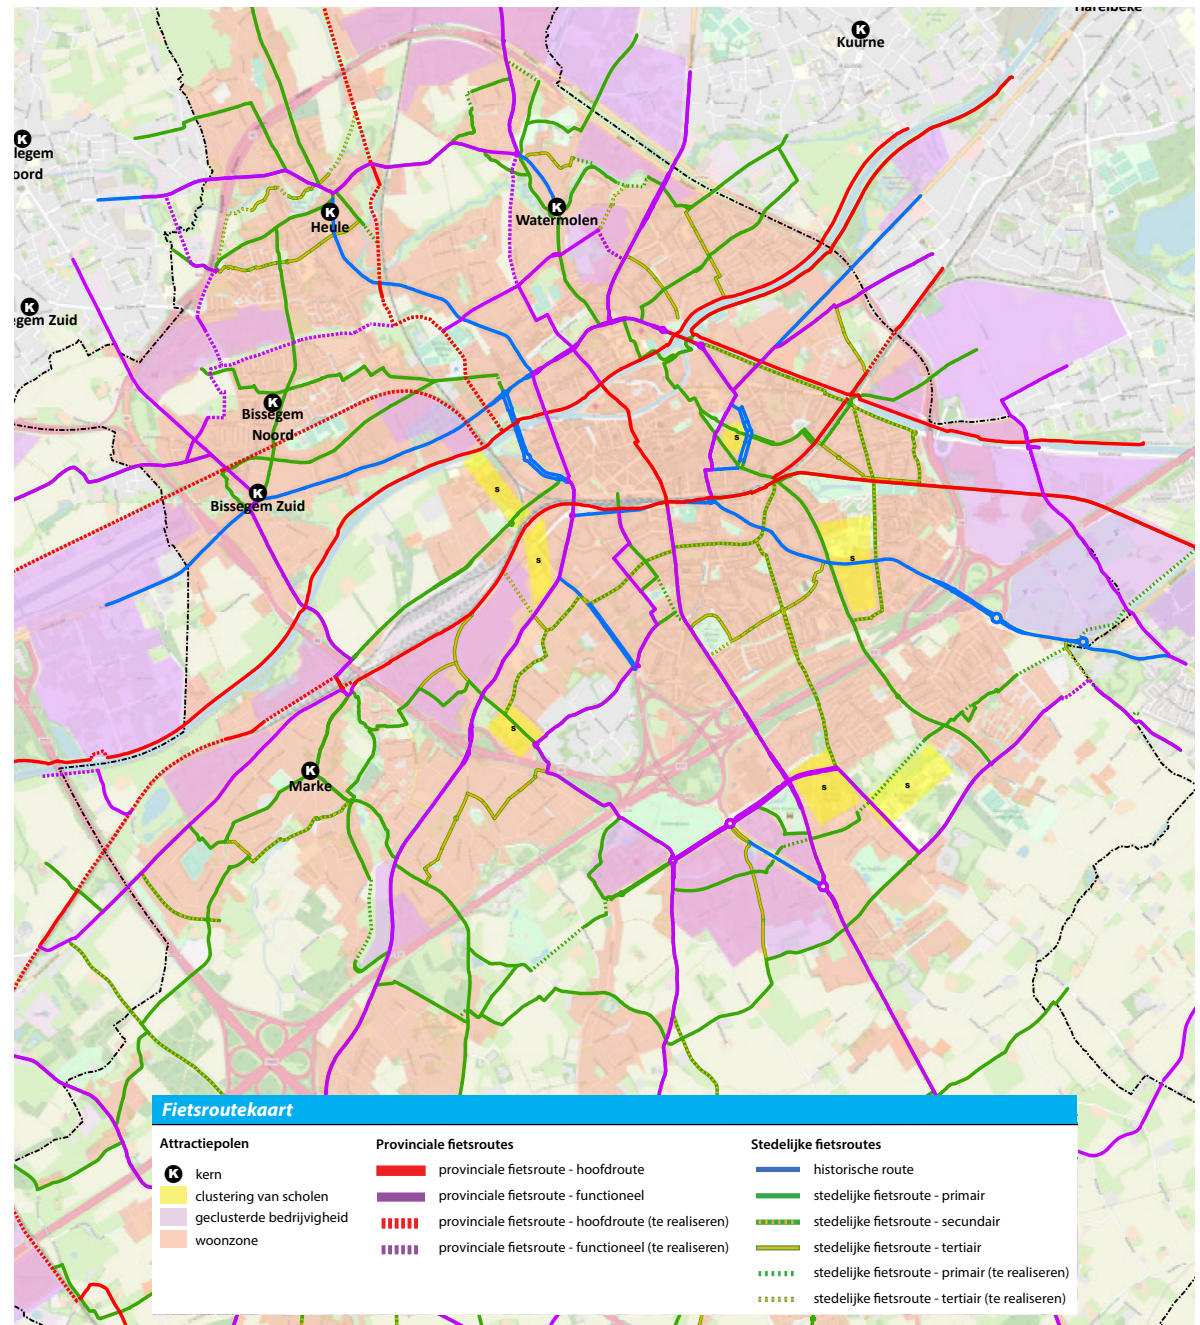 Harelbeke
K
Kuurne
K
legem
oord
K
Watermolen
K
Heule
K
egem Zuid
K
Bissegem
Noord
s
s
K
Bissegem Zuid
s
s
s
K
Marke
s
s
Fietsroutekaart
Attractiepolen
K kern
clustering van scholen
geclusterde bedrijvigheid
woonzone
Provinciale fietsroutes
provinciale fietsroute - hoofdroute
provinciale fietsroute - functioneel
provinciale fietsroute - hoofdroute (te realiseren)
provinciale fietsroute - functioneel (te realiseren)
Stedelijke fietsroutes
historische route
stedelijke fietsroute - primair
stedelijke fietsroute - secundair
stedelijke fietsroute - tertiair
stedelijke fietsroute - primair (te realiseren)
stedelijke fietsroute - tertiair (te realiseren)